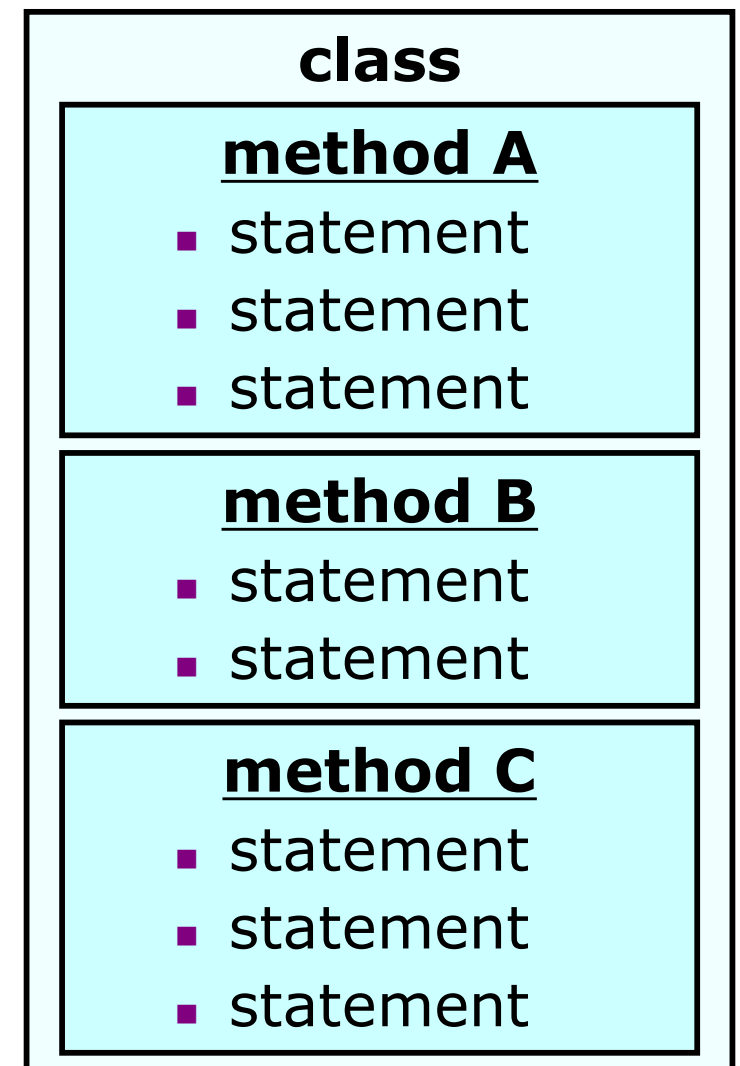 class
method A
statement
statement
statement
method B
statement
statement
method C
statement
statement
statement